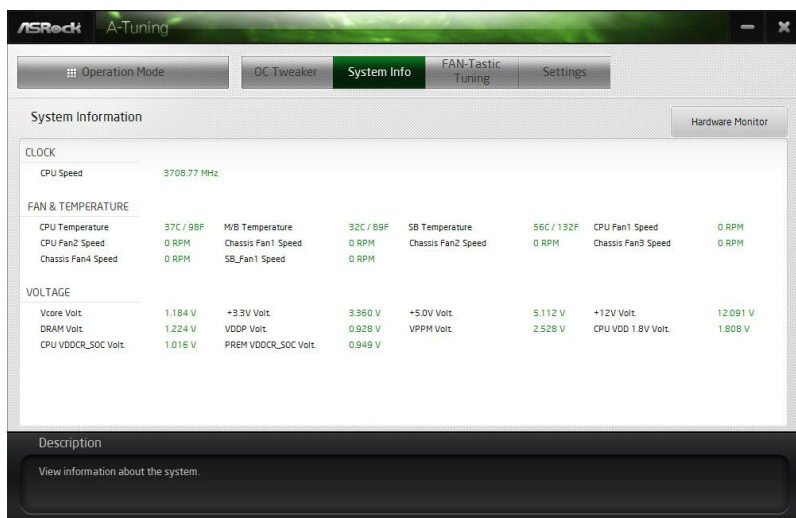 ASRock A-Tuning
Operation Mode OC Tweaker System Info FAN-Tastic Tuning Settings
System Information Hardware Monitor
CLOCK
CPU Speed 3708.77 MHz
FAN & TEMPERATURE
CPU Temperature 37C / 98F M/B Temperature 32C / 89F SB Temperature 56C / 132F CPU Fan1 Speed 0 RPM
CPU Fan2 Speed 0 RPM Chassis Fan1 Speed 0 RPM Chassis Fan2 Speed 0 RPM Chassis Fan3 Speed 0 RPM
Chassis Fan4 Speed 0 RPM SB_Fan1 Speed 0 RPM
VOLTAGE
Vcore Volt. 1.184 V +3.3V Volt. 3.360 V +5.0V Volt. 5.112 V +12V Volt. 12.091 V
DRAM Volt. 1.224 V VDDP Volt. 0.928 V VPPM Volt. 2.528 V CPU VDD 1.8V Volt. 1.808 V
CPU VDDCR_SOC Volt. 1.016 V PREM VDDCR_SOC Volt. 0.949 V
Description
View information about the system.